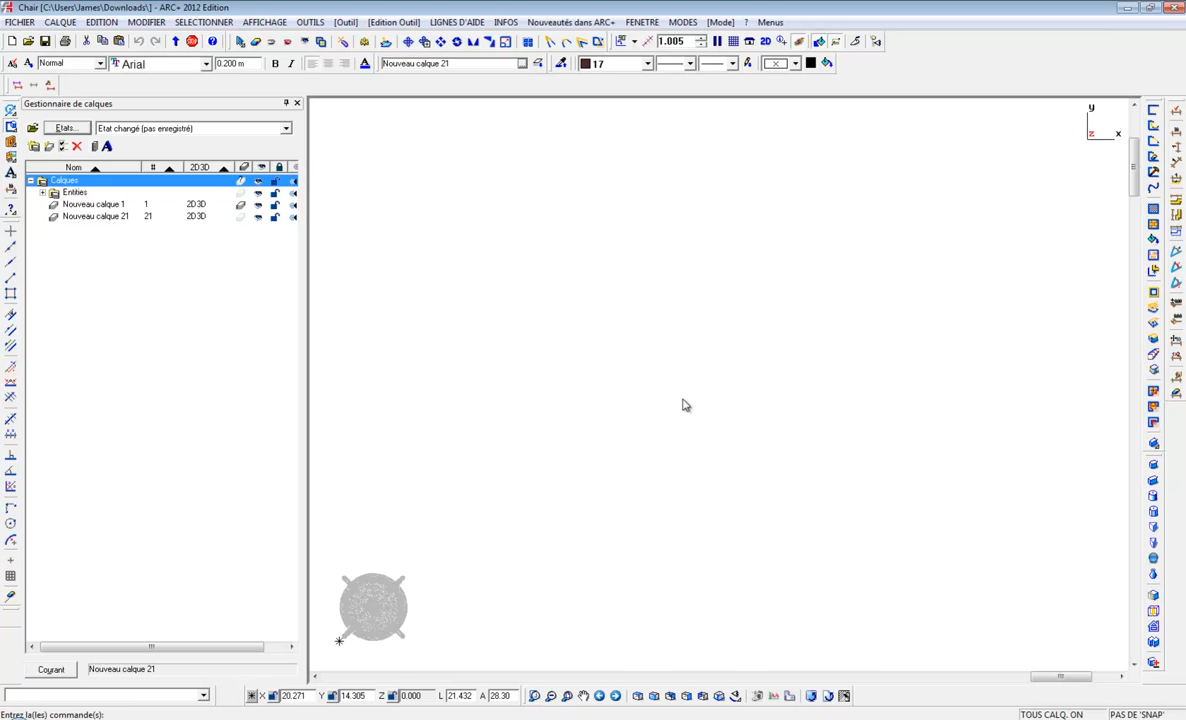 Chair [C:\Users\James\Downloads\] - ARC+ 2012 Edition
FICHIER CALQUE EDITION MODIFIER SELECTIONNER AFFICHAGE OUTILS [Outil] [Edition Outil] LIGNES D'AIDE INFOS Nouveautés dans ARC+ FENETRE MODES [Mode] ? Menus
1.005 2D
Normal Arial 0.200 m B I A Nouveau calque 21 17
Gestionnaire de calques
Etats... Etat changé (pas enregistré)
Nom # 2D3D
Calques
Entities
Nouveau calque 1 1 2D3D
Nouveau calque 21 21 2D3D
y
z x
Courant Nouveau calque 21
X 20.271 Y 14.305 Z 0.000 L 21.432 A 28.30
Entrez la(les) commande(s): TOUS CALQ. ON PAS DE 'SNAP'